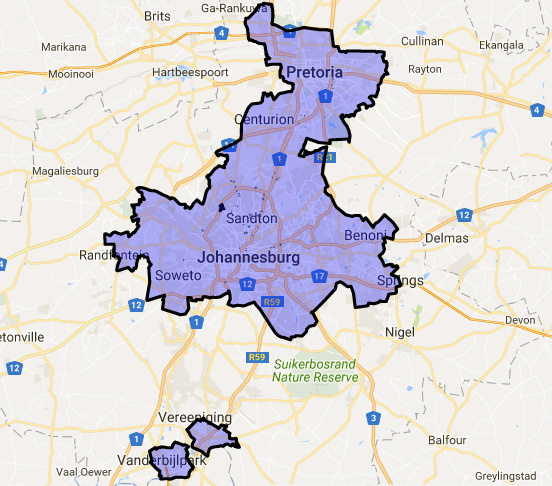 Ga-Rankuwa
Brits
4
1
Cullinan
Ekangala
Marikana
Mooinooi
Hartbeespoort
Pretoria
Rayton
1
4
Centurion
1
R21
Magaliesburg
Sandton
12
Benoni
Delmas
Randfontein
Johannesburg
4
Soweto
12
17
Springs
12
R59
1
Devon
etonville
Nigel
12
R59
Suikerbosrand
Nature Reserve
Vereeniging
3
1
Balfour
Vanderbijlpark
Vaal Oewer
Greylingstad